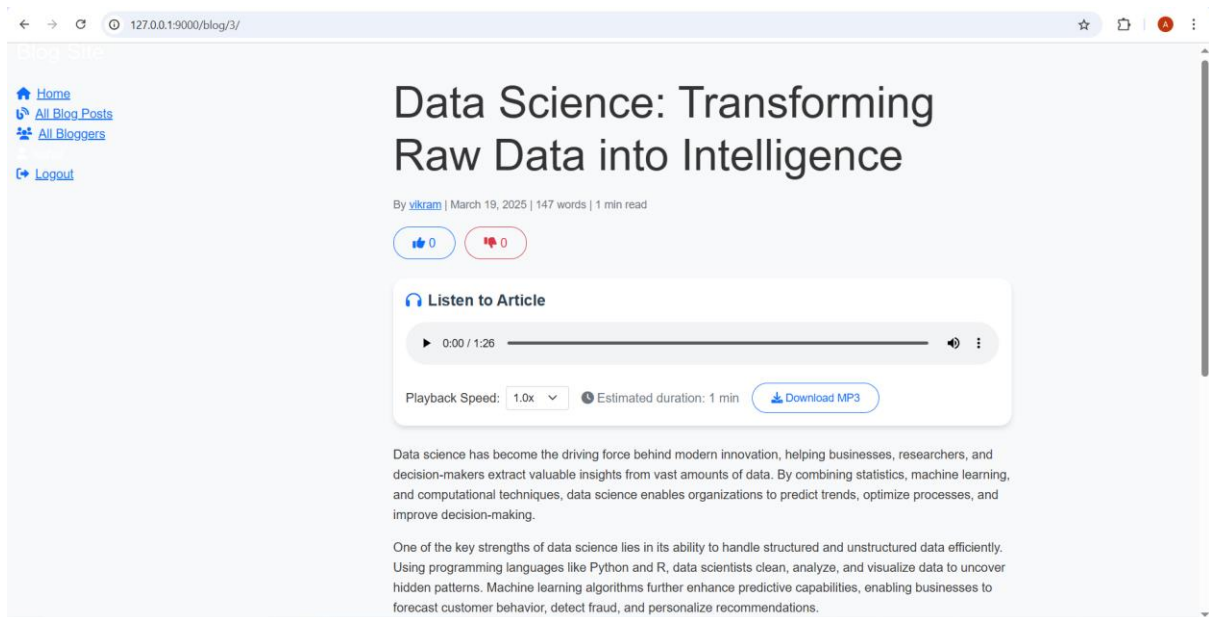 127.0.0.1:9000/blog/3/
A
Blog Site
Home
All Blog Posts
All Bloggers
Logout
Data Science: Transforming
Raw Data into Intelligence
By vikram | March 19, 2025 | 147 words | 1 min read
0 0
Listen to Article
0:00 / 1:26
Playback Speed: 1.0x Estimated duration: 1 min Download MP3
Data science has become the driving force behind modern innovation, helping businesses, researchers, and
decision-makers extract valuable insights from vast amounts of data. By combining statistics, machine learning,
and computational techniques, data science enables organizations to predict trends, optimize processes, and
improve decision-making.
One of the key strengths of data science lies in its ability to handle structured and unstructured data efficiently.
Using programming languages like Python and R, data scientists clean, analyze, and visualize data to uncover
hidden patterns. Machine learning algorithms further enhance predictive capabilities, enabling businesses to
forecast customer behavior, detect fraud, and personalize recommendations.